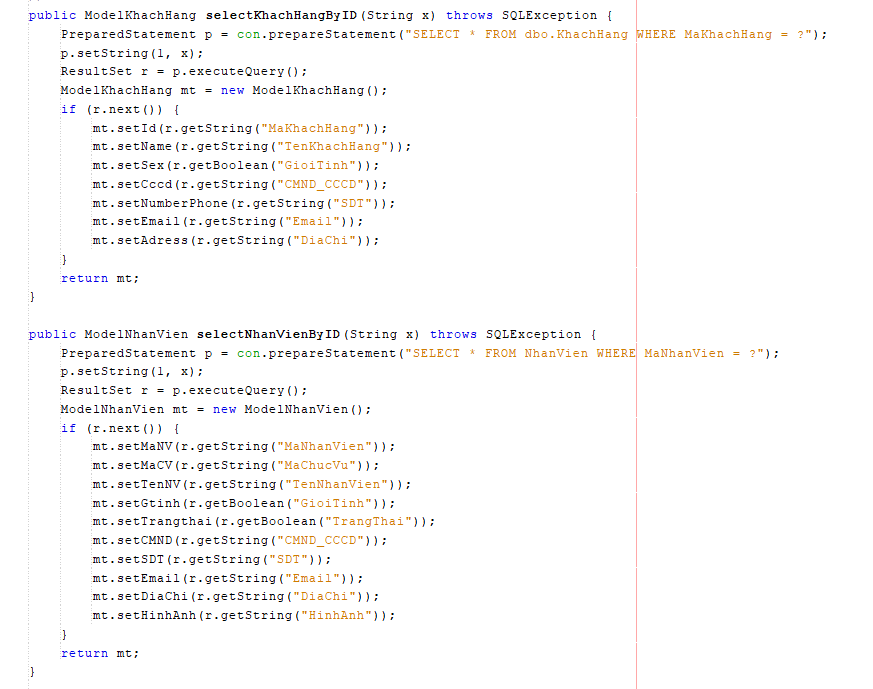 public ModelKhachHang selectKhachHangByID(String x) throws SQLException {
    PreparedStatement p = con.prepareStatement("SELECT * FROM dbo.KhachHang WHERE MaKhachHang = ?");
    p.setString(1, x);
    ResultSet r = p.executeQuery();
    ModelKhachHang mt = new ModelKhachHang();
    if (r.next()) {
        mt.setId(r.getString("MaKhachHang"));
        mt.setName(r.getString("TenKhachHang"));
        mt.setSex(r.getBoolean("GioiTinh"));
        mt.setCccd(r.getString("CMND_CCCD"));
        mt.setNumberPhone(r.getString("SDT"));
        mt.setEmail(r.getString("Email"));
        mt.setAdress(r.getString("DiaChi"));
    }
    return mt;
}
public ModelNhanVien selectNhanVienByID(String x) throws SQLException {
    PreparedStatement p = con.prepareStatement("SELECT * FROM NhanVien WHERE MaNhanVien = ?");
    p.setString(1, x);
    ResultSet r = p.executeQuery();
    ModelNhanVien mt = new ModelNhanVien();
    if (r.next()) {
        mt.setMaNV(r.getString("MaNhanVien"));
        mt.setMaCV(r.getString("MaChucVu"));
        mt.setTenNV(r.getString("TenNhanVien"));
        mt.setGtinh(r.getBoolean("GioiTinh"));
        mt.setTrangthai(r.getBoolean("TrangThai"));
        mt.setCMND(r.getString("CMND_CCCD"));
        mt.setSDT(r.getString("SDT"));
        mt.setEmail(r.getString("Email"));
        mt.setDiaChi(r.getString("DiaChi"));
        mt.setHinhAnh(r.getString("HinhAnh"));
    }
    return mt;
}